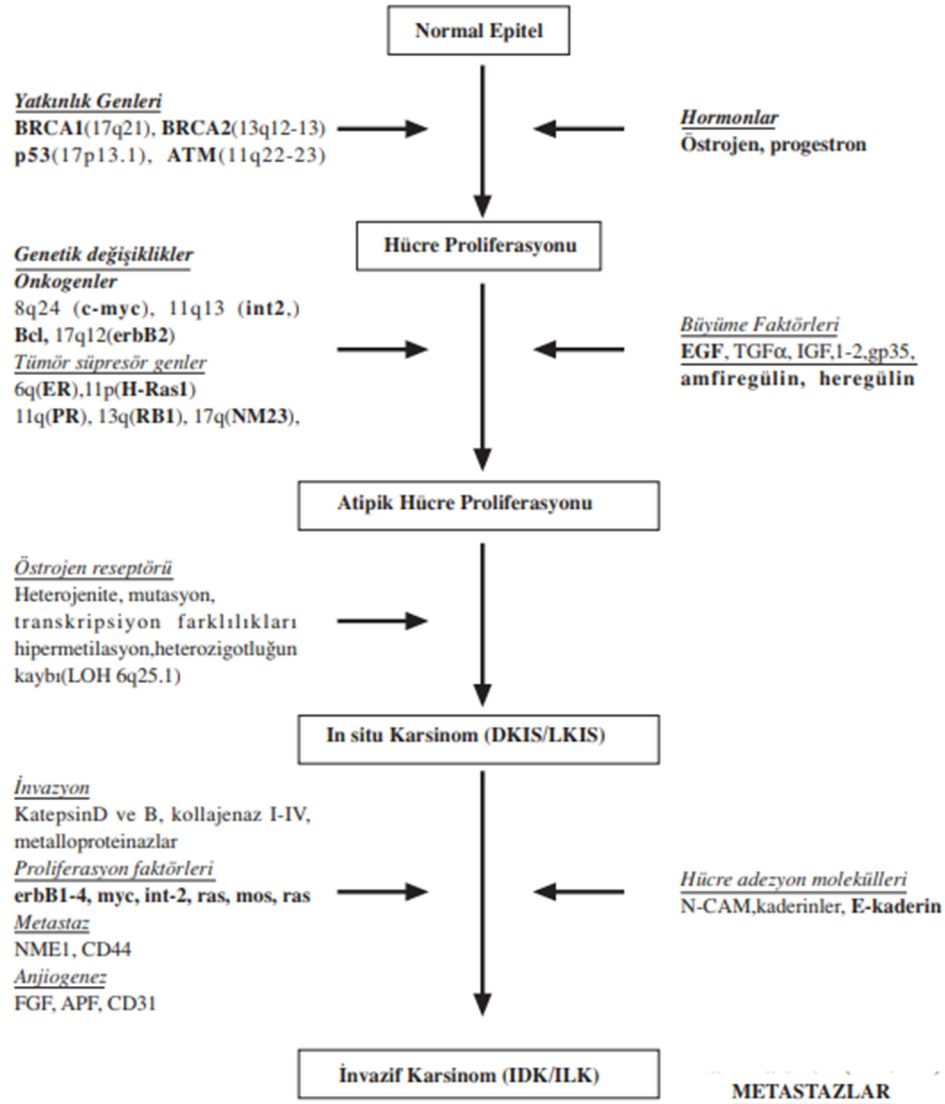 Normal Epitel
Yatkınlık Genleri
BRCA1(17q21), BRCA2(13q12-13)
p53(17p13.1), ATM(11q22-23)
Hormonlar
Östrojen, progestron
Hücre Proliferasyonu
Genetik değişiklikler
Onkogenler
8q24 (c-myc), 11q13 (int2,)
Bcl, 17q12(erbB2)
Tümör süpresör genler
6q(ER),11p(H-Ras1)
11q(PR), 13q(RB1), 17q(NM23),
Büyüme Faktörleri
EGF, TGFα, IGF,1-2,gp35,
amfiregülin, heregülin
Atipik Hücre Proliferasyonu
Östrojen reseptörü
Heterojenite, mutasyon,
transkripsiyon farklılıkları
hipermetilasyon,heterozigotluğun
kaybı(LOH 6q25.1)
In situ Karsinom (DKIS/LKIS)
İnvazyon
KatepsinD ve B, kollajenaz I-IV,
metalloproteinazlar
Proliferasyon faktörleri
erbB1-4, myc, int-2, ras, mos, ras
Metastaz
NME1, CD44
Anjiogenez
FGF, APF, CD31
Hücre adezyon molekülleri
N-CAM,kaderinler, E-kaderin
İnvazif Karsinom (IDK/ILK)
METASTAZLAR